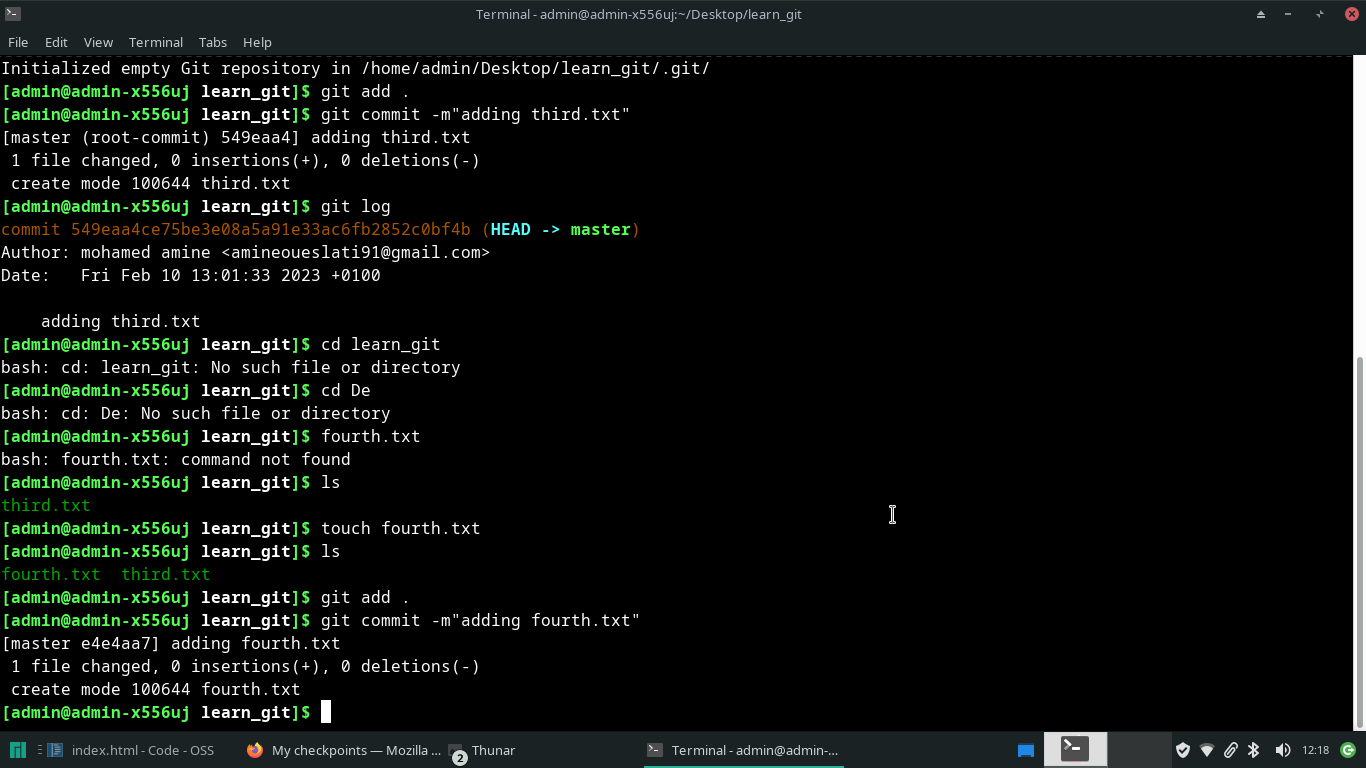 Terminal - admin@admin-x556uj:~/Desktop/learn_git
File Edit View Terminal Tabs Help
Initialized empty Git repository in /home/admin/Desktop/learn_git/.git/
[admin@admin-x556uj learn_git]$ git add .
[admin@admin-x556uj learn_git]$ git commit -m"adding third.txt"
[master (root-commit) 549eaa4] adding third.txt
 1 file changed, 0 insertions(+), 0 deletions(-)
 create mode 100644 third.txt
[admin@admin-x556uj learn_git]$ git log
commit 549eaa4ce75be3e08a5a91e33ac6fb2852c0bf4b (HEAD -> master)
Author: mohamed amine <amineoueslati91@gmail.com>
Date:   Fri Feb 10 13:01:33 2023 +0100

    adding third.txt
[admin@admin-x556uj learn_git]$ cd learn_git
bash: cd: learn_git: No such file or directory
[admin@admin-x556uj learn_git]$ cd De
bash: cd: De: No such file or directory
[admin@admin-x556uj learn_git]$ fourth.txt
bash: fourth.txt: command not found
[admin@admin-x556uj learn_git]$ ls
third.txt
[admin@admin-x556uj learn_git]$ touch fourth.txt
[admin@admin-x556uj learn_git]$ ls
fourth.txt  third.txt
[admin@admin-x556uj learn_git]$ git add .
[admin@admin-x556uj learn_git]$ git commit -m"adding fourth.txt"
[master e4e4aa7] adding fourth.txt
 1 file changed, 0 insertions(+), 0 deletions(-)
 create mode 100644 fourth.txt
[admin@admin-x556uj learn_git]$
index.html - Code - OSS My checkpoints — Mozilla ... 2 Thunar Terminal - admin@admin-... 12:18